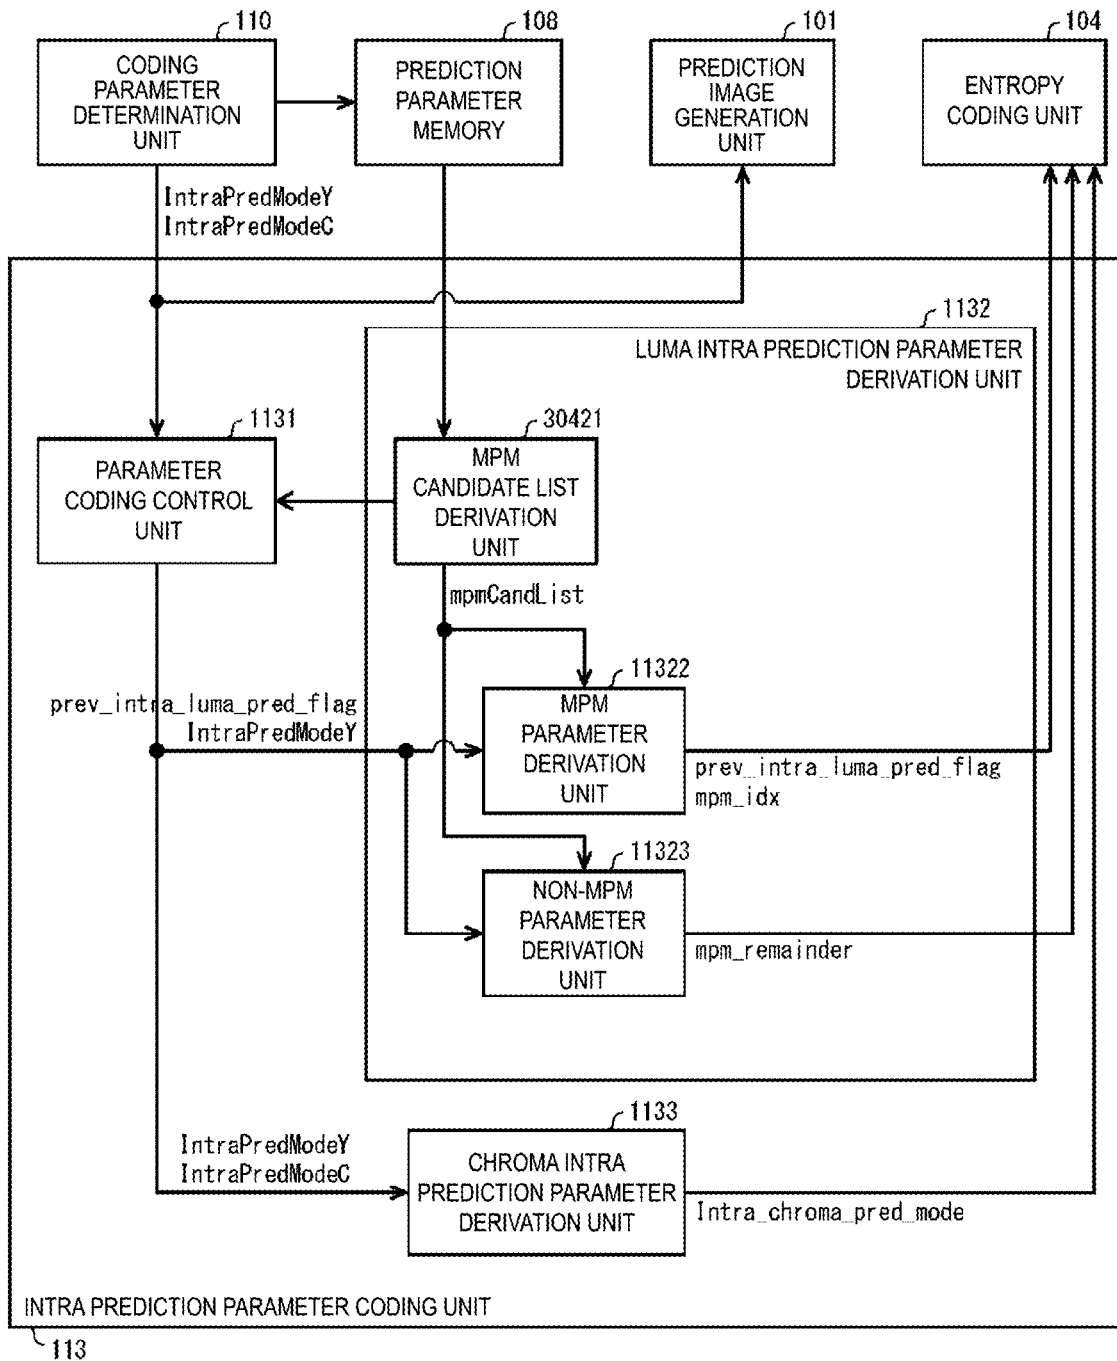 110
108
101
104
CODING
PARAMETER
DETERMINATION
UNIT
PREDICTION
PARAMETER
MEMORY
PREDICTION
IMAGE
GENERATION
UNIT
ENTROPY
CODING UNIT
IntraPredModeY
IntraPredModeC
1132
LUMA INTRA PREDICTION PARAMETER
DERIVATION UNIT
1131
30421
PARAMETER
CODING CONTROL
UNIT
MPM
CANDIDATE LIST
DERIVATION
UNIT
mpmCandList
11322
prev_intra_luma_pred_flag
IntraPredModeY
MPM
PARAMETER
DERIVATION
UNIT
prev_intra_luma_pred_flag
mpm_idx
11323
NON-MPM
PARAMETER
DERIVATION
UNIT
mpm_remainder
1133
IntraPredModeY
IntraPredModeC
CHROMA INTRA
PREDICTION PARAMETER
DERIVATION UNIT
Intra_chroma_pred_mode
INTRA PREDICTION PARAMETER CODING UNIT
113